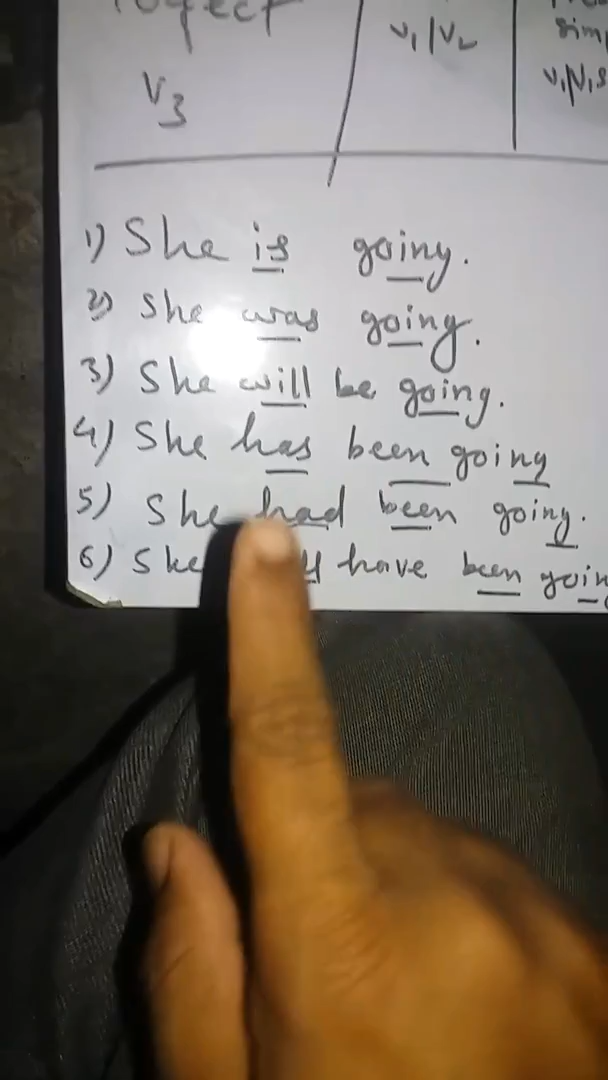 V₁/V₂
V₃
1) She is going.
2) She was going.
3) She will be going.
4) She has been going
5) She had been going.
6) She have been goin